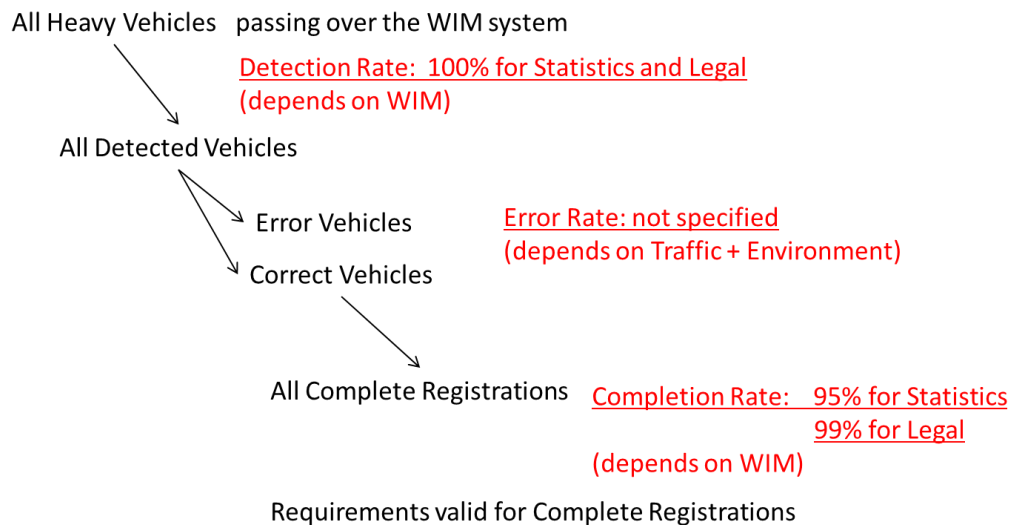 All Heavy Vehicles passing over the WIM system
Detection Rate: 100% for Statistics and Legal
(depends on WIM)
All Detected Vehicles
Error Vehicles
Error Rate: not specified
(depends on Traffic + Environment)
Correct Vehicles
All Complete Registrations
Completion Rate: 95% for Statistics
99% for Legal
(depends on WIM)
Requirements valid for Complete Registrations